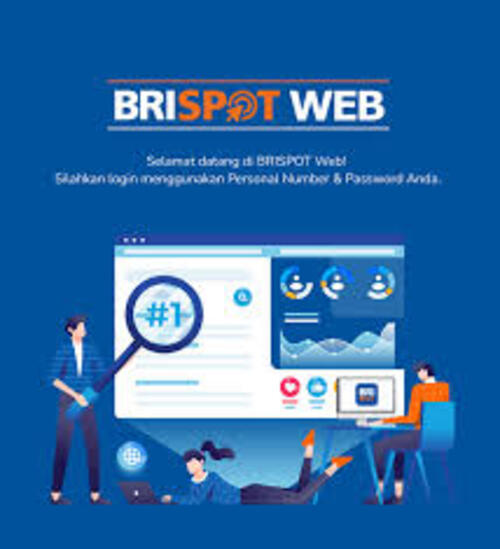 BRISPOT WEB
Selamat datang di BRISPOT Web!
Silahkan login menggunakan Personal Number & Password Anda.
#1